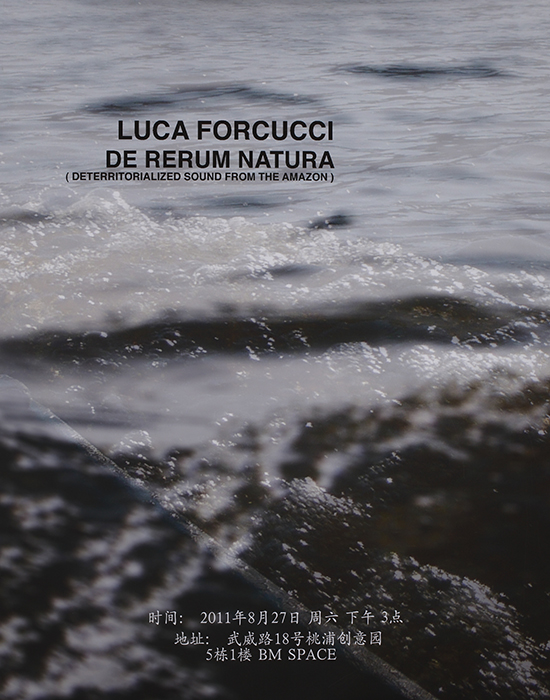 LUCA FORCUCCI
DE RERUM NATURA
( DETERRITORIALIZED SOUND FROM THE AMAZON )
时间： 2011年8月27日 周六 下午 3点
地址： 武威路18号桃浦创意园
5栋1楼 BM SPACE